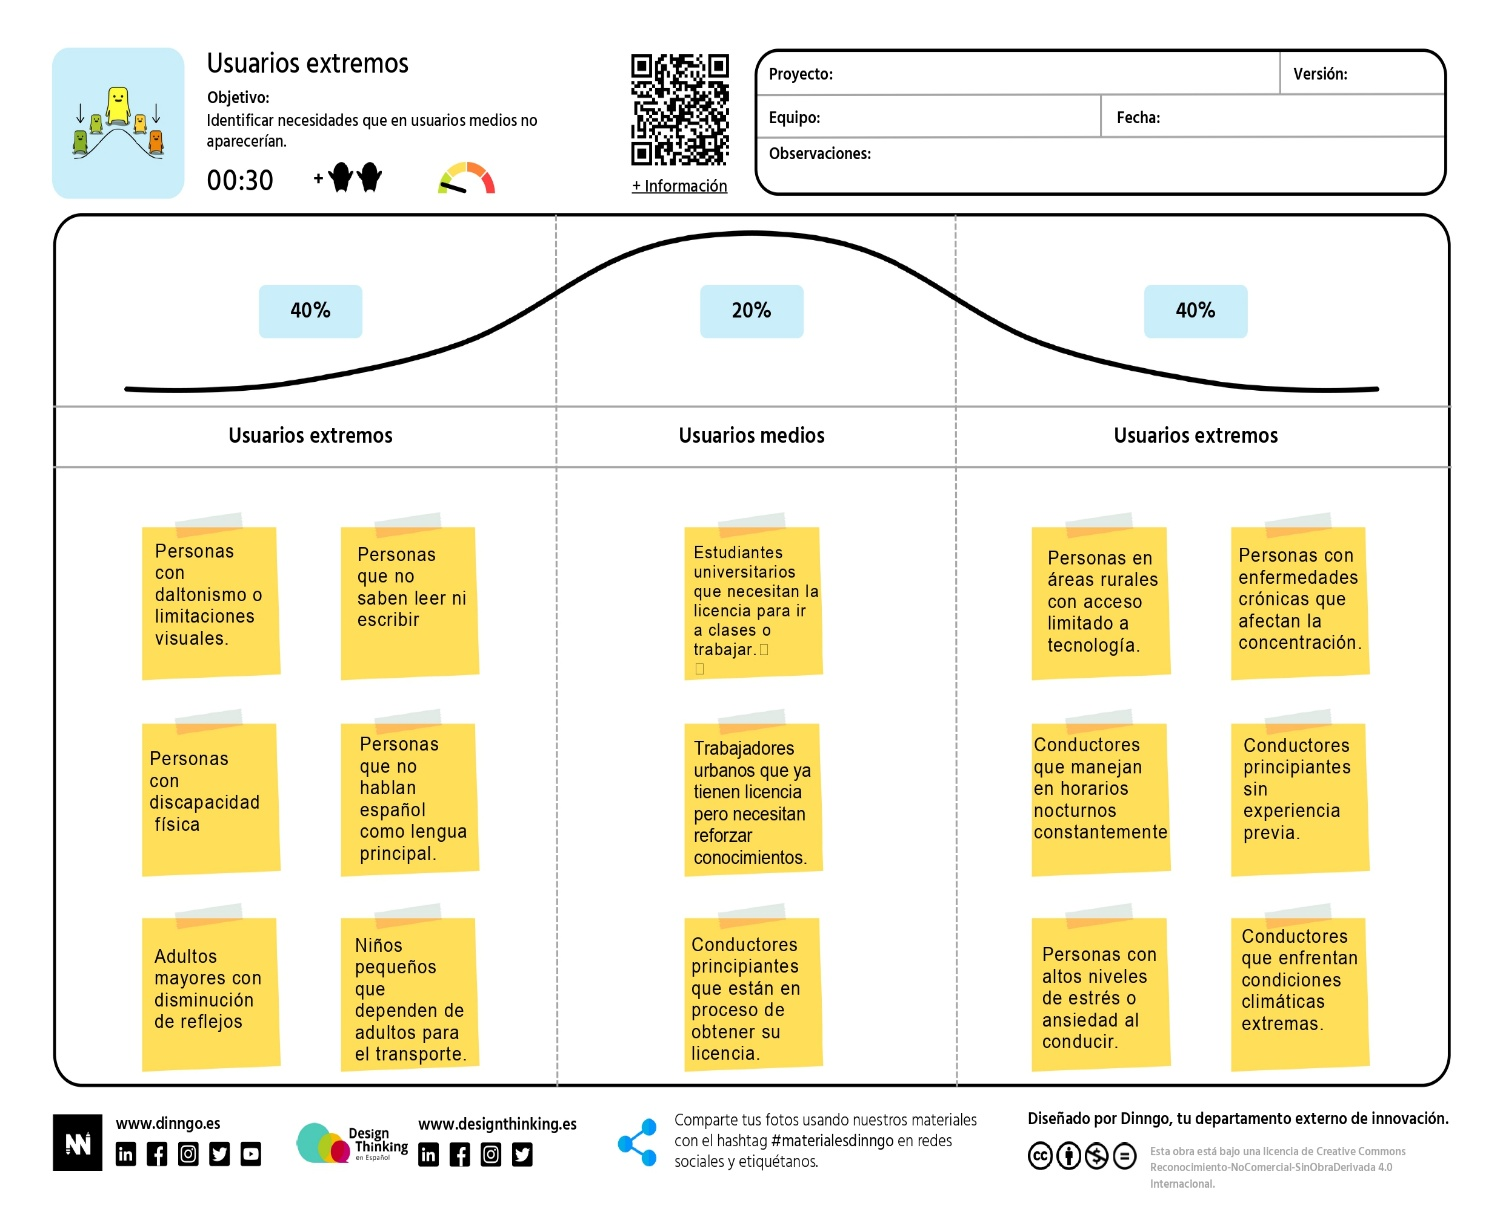 Usuarios extremos
Objetivo:
Identificar necesidades que en usuarios medios no
aparecerían.
00:30
+
+ Información
Proyecto:
Versión:
Equipo:
Fecha:
Observaciones:
40%
20%
40%
Usuarios extremos
Usuarios medios
Usuarios extremos
Personas
con
daltonismo o
limitaciones
visuales.
Personas
que no
saben leer ni
escribir
Personas
con
discapacidad
física
Personas
que no
hablan
español
como lengua
principal.
Adultos
mayores con
disminución
de reflejos
Niños
pequeños
que
dependen de
adultos para
el transporte.
Estudiantes
universitarios
que necesitan la
licencia para ir
a clases o
trabajar.
Trabajadores
urbanos que ya
tienen licencia
pero necesitan
reforzar
conocimientos.
Conductores
principiantes
que están en
proceso de
obtener su
licencia.
Personas en
áreas rurales
con acceso
limitado a
tecnología.
Personas con
enfermedades
crónicas que
afectan la
concentración.
Conductores
que manejan
en horarios
nocturnos
constantemente
Conductores
principiantes
sin
experiencia
previa.
Personas con
altos niveles
de estrés o
ansiedad al
conducir.
Conductores
que enfrentan
condiciones
climáticas
extremas.
www.dinngo.es
Design
Thinking
en Español
www.designthinking.es
Comparte tus fotos usando nuestros materiales
con el hashtag #materialesdinngo en redes
sociales y etiquétanos.
Diseñado por Dinngo, tu departamento externo de innovación.
Esta obra está bajo una licencia de Creative Commons
Reconocimiento-NoComercial-SinObraDerivada 4.0
Internacional.